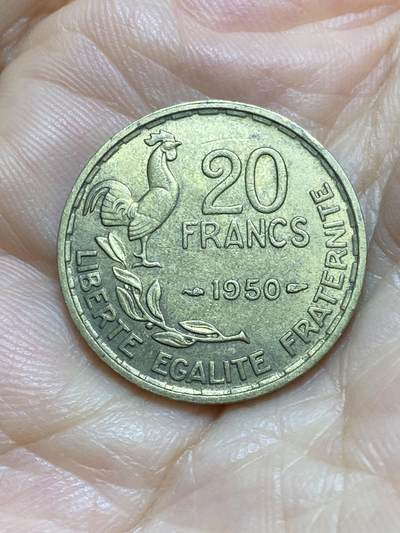 20
FRANCS
1950
LIBERTE EGALITE FRATERNITE